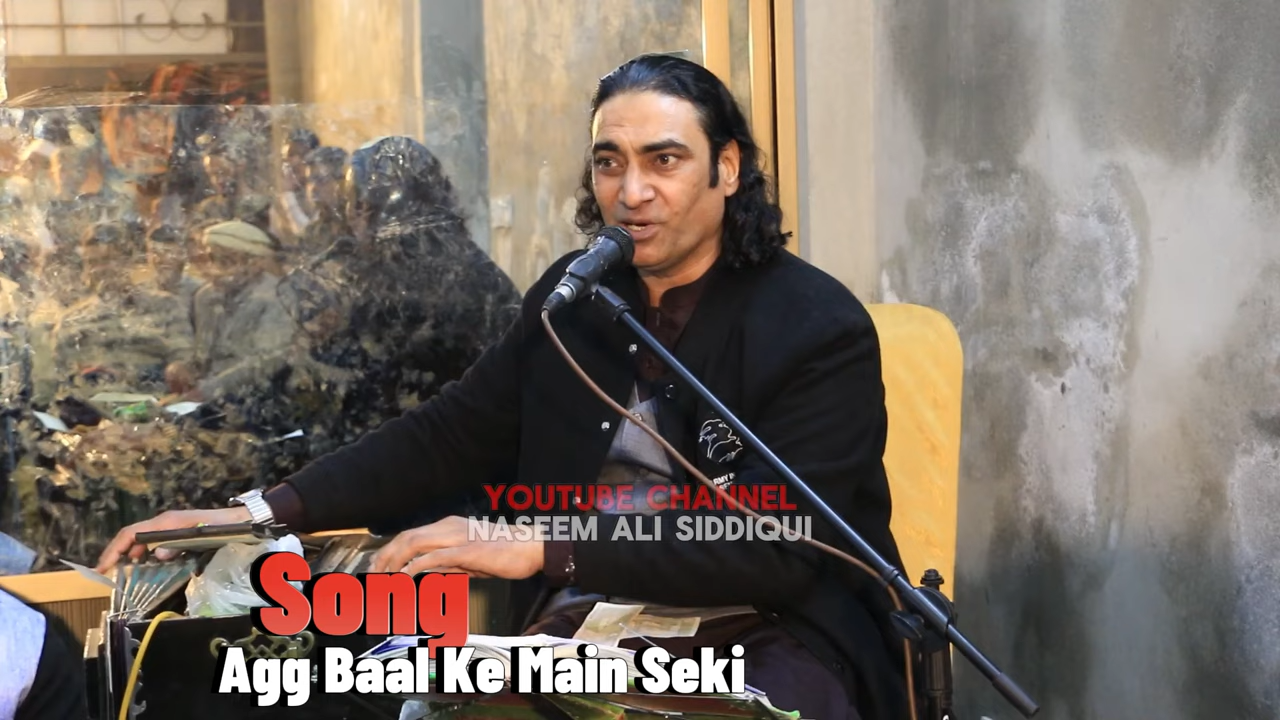 YOUTUBE CHANNEL
NASEEM ALI SIDDIQUI
Song
Agg Baal Ke Main Seki